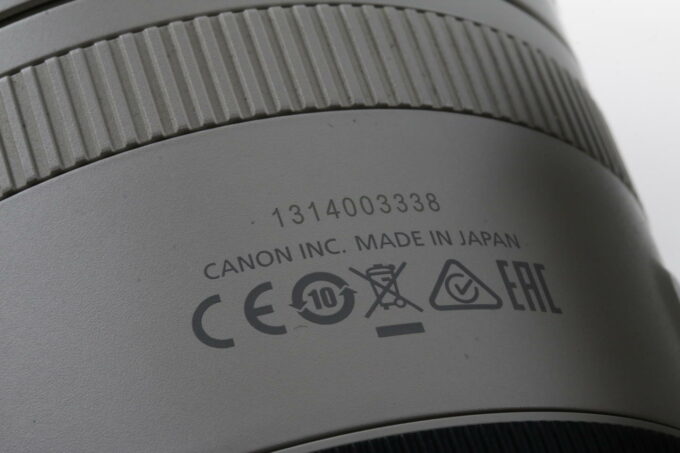 1314003338
CANON INC. MADE IN JAPAN
CE 10 EAC